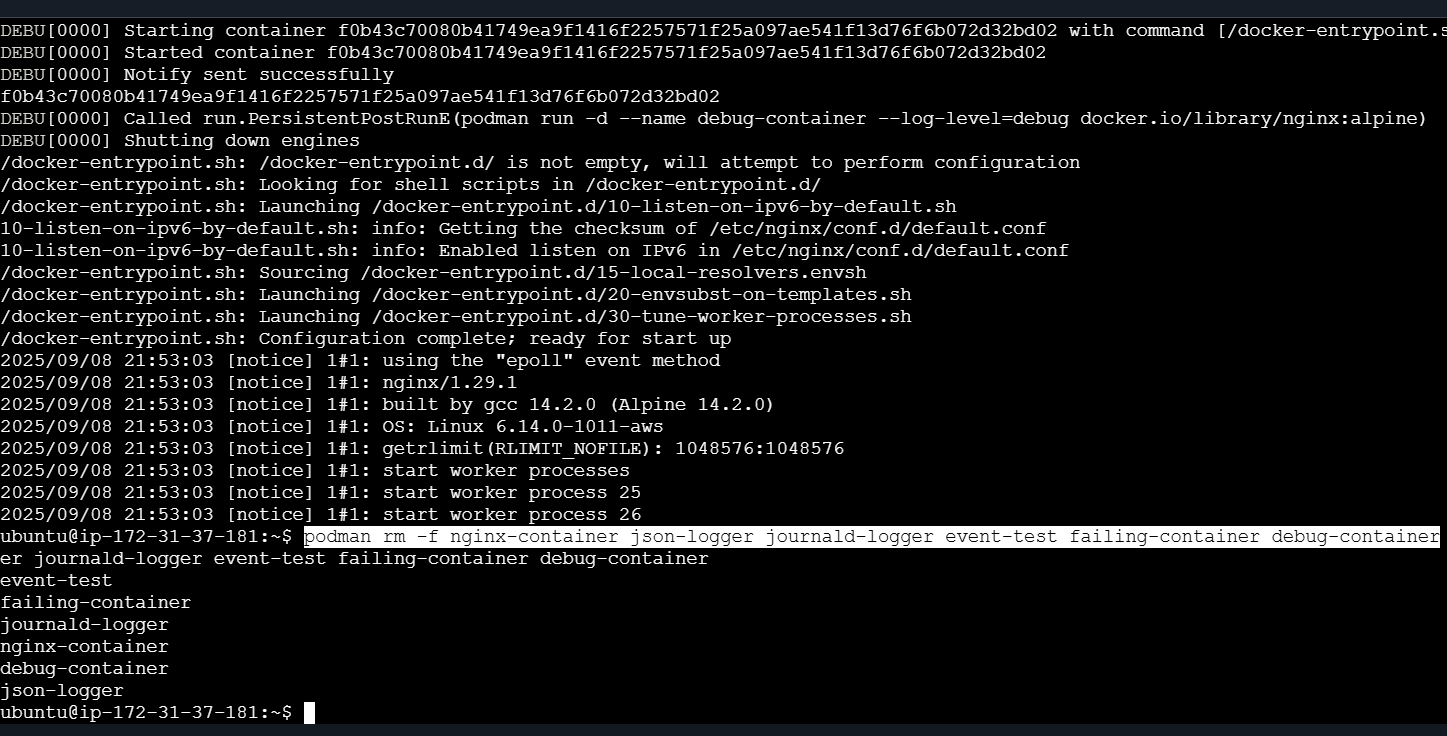 DEBU[0000] Starting container f0b43c70080b41749ea9f1416f2257571f25a097ae541f13d76f6b072d32bd02 with command [/docker-entrypoint.s
DEBU[0000] Started container f0b43c70080b41749ea9f1416f2257571f25a097ae541f13d76f6b072d32bd02
DEBU[0000] Notify sent successfully
f0b43c70080b41749ea9f1416f2257571f25a097ae541f13d76f6b072d32bd02
DEBU[0000] Called run.PersistentPostRunE(podman run -d --name debug-container --log-level=debug docker.io/library/nginx:alpine)
DEBU[0000] Shutting down engines
/docker-entrypoint.sh: /docker-entrypoint.d/ is not empty, will attempt to perform configuration
/docker-entrypoint.sh: Looking for shell scripts in /docker-entrypoint.d/
/docker-entrypoint.sh: Launching /docker-entrypoint.d/10-listen-on-ipv6-by-default.sh
10-listen-on-ipv6-by-default.sh: info: Getting the checksum of /etc/nginx/conf.d/default.conf
10-listen-on-ipv6-by-default.sh: info: Enabled listen on IPv6 in /etc/nginx/conf.d/default.conf
/docker-entrypoint.sh: Sourcing /docker-entrypoint.d/15-local-resolvers.envsh
/docker-entrypoint.sh: Launching /docker-entrypoint.d/20-envsubst-on-templates.sh
/docker-entrypoint.sh: Launching /docker-entrypoint.d/30-tune-worker-processes.sh
/docker-entrypoint.sh: Configuration complete; ready for start up
2025/09/08 21:53:03 [notice] 1#1: using the "epoll" event method
2025/09/08 21:53:03 [notice] 1#1: nginx/1.29.1
2025/09/08 21:53:03 [notice] 1#1: built by gcc 14.2.0 (Alpine 14.2.0)
2025/09/08 21:53:03 [notice] 1#1: OS: Linux 6.14.0-1011-aws
2025/09/08 21:53:03 [notice] 1#1: getrlimit(RLIMIT_NOFILE): 1048576:1048576
2025/09/08 21:53:03 [notice] 1#1: start worker processes
2025/09/08 21:53:03 [notice] 1#1: start worker process 25
2025/09/08 21:53:03 [notice] 1#1: start worker process 26
ubuntu@ip-172-31-37-181:~$ podman rm -f nginx-container json-logger journald-logger event-test failing-container debug-container
er journald-logger event-test failing-container debug-container
event-test
failing-container
journald-logger
nginx-container
debug-container
json-logger
ubuntu@ip-172-31-37-181:~$